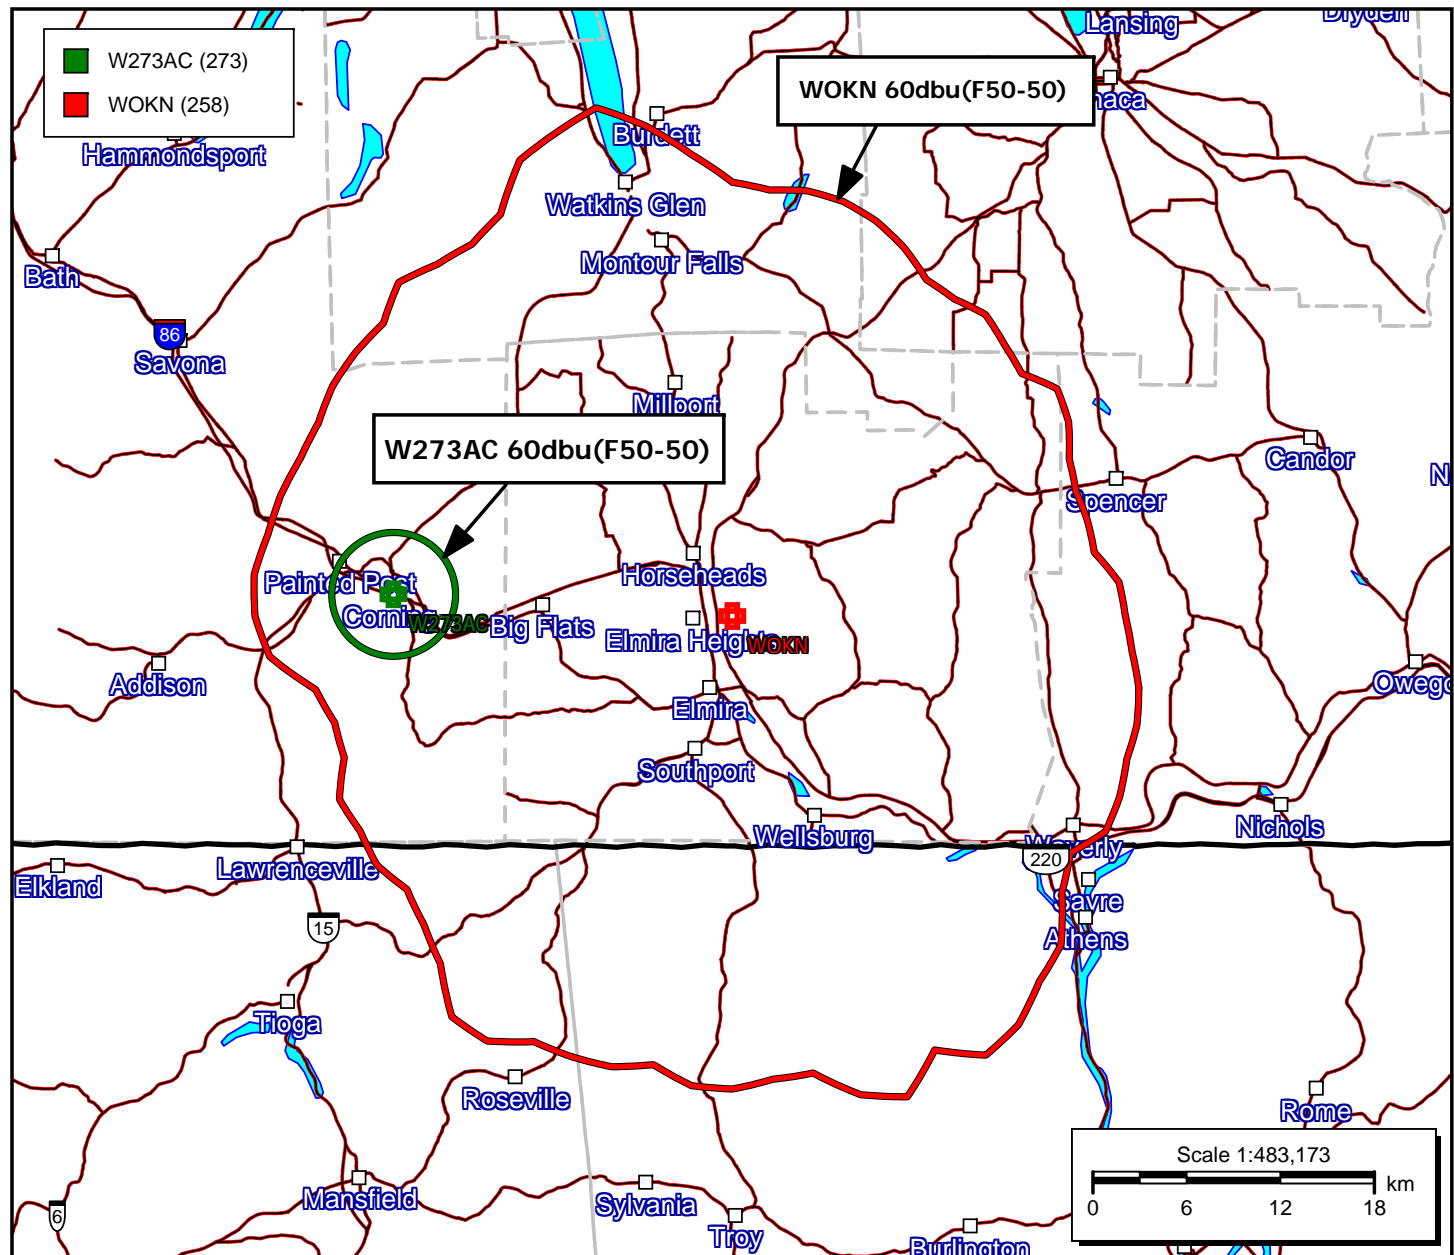 W273AC (273)
WOKN (258)
Lansing
Hammondsport
Burdett
WOKN 60dbu(F50-50)
Watkins Glen
Montour Falls
Bath
86
Savona
Millport
W273AC 60dbu(F50-50)
Candor
N
Spencer
Painted Post
Horseheads
Corning
W273AC
Big Flats
Elmira Heights
WOKN
Addison
Elmira
Owego
Southport
Wellsburg
Nichols
Waverly
220
Lawrenceville
Elkland
Sayre
15
Athens
Tioga
Roseville
Rome
Scale 1:483,173
km
0 6 12 18
Mansfield
Sylvania
6
Troy
Burlington